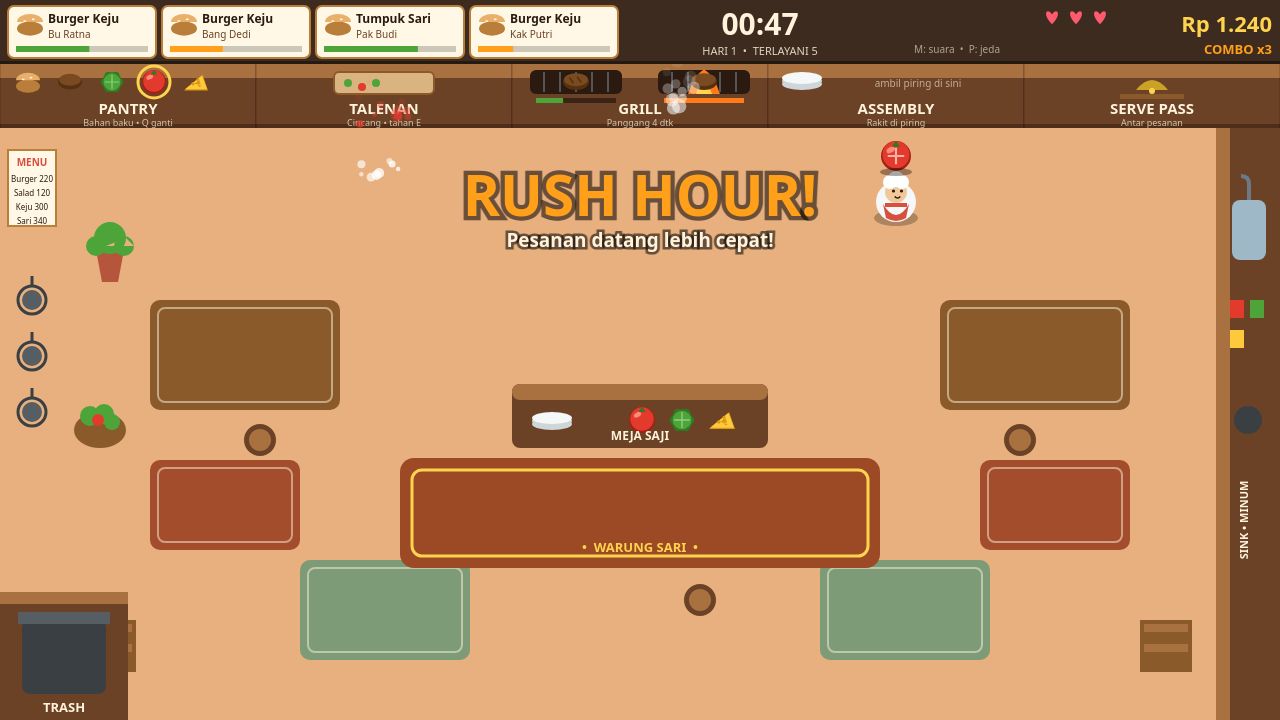 Burger Keju
Bu Ratna
Burger Keju
Bang Dedi
Tumpuk Sari
Pak Budi
Burger Keju
Kak Putri
00:47
HARI 1 • TERLAYANI 5
M: suara • P: jeda
Rp 1.240
COMBO x3
PANTRY
Bahan baku • Q ganti
TALENAN
Cincang • tahan E
GRILL
Panggang 4 dtk
ambil piring di sini
ASSEMBLY
Rakit di piring
SERVE PASS
Antar pesanan
MENU
Burger 220
Salad 120
Keju 300
Sari 340
RUSH HOUR!
Pesanan datang lebih cepat!
MEJA SAJI
• WARUNG SARI •
SINK • MINUM
TRASH